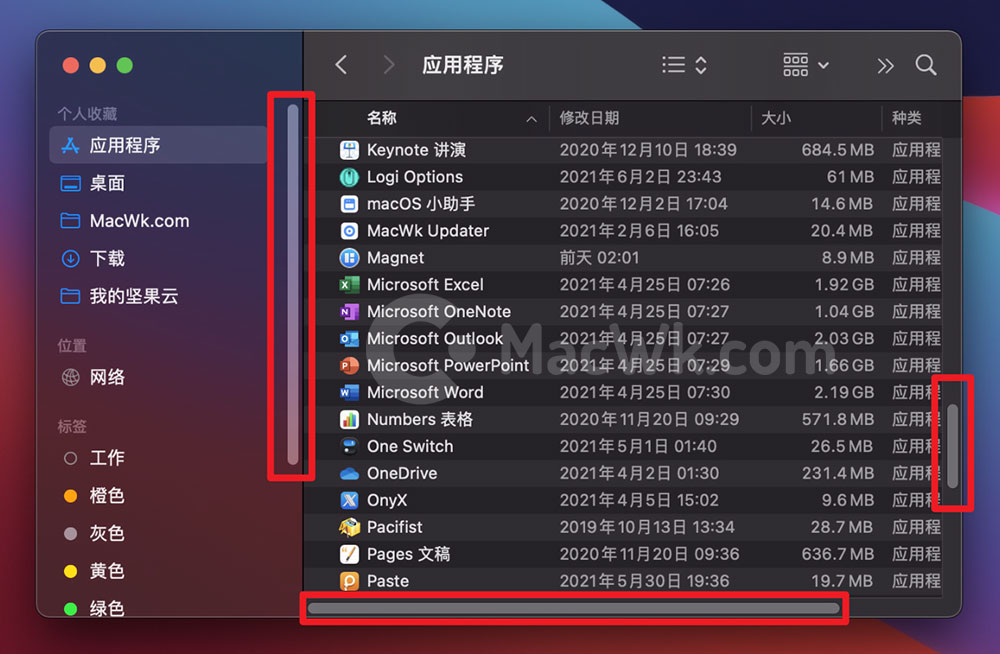 应用程序
个人收藏
应用程序
桌面
MacWk.com
下载
我的坚果云
位置
网络
标签
工作
橙色
灰色
黄色
绿色
名称 修改日期 大小 种类
Keynote 讲演 2020年12月10日 18:39 684.5 MB 应用程
Logi Options 2021年6月2日 23:43 61 MB 应用程
macOS 小助手 2020年12月2日 17:04 14.6 MB 应用程
MacWk Updater 2021年2月6日 16:05 20.4 MB 应用程
Magnet 前天 02:01 8.9 MB 应用程
Microsoft Excel 2021年4月25日 07:26 1.92 GB 应用程
Microsoft OneNote 2021年4月25日 07:27 1.04 GB 应用程
Microsoft Outlook 2021年4月25日 07:27 2.03 GB 应用程
Microsoft PowerPoint 2021年4月25日 07:29 1.66 GB 应用程
Microsoft Word 2021年4月25日 07:30 2.19 GB 应用程
Numbers 表格 2020年11月20日 09:29 571.8 MB 应用程
One Switch 2021年5月1日 01:40 26.5 MB 应用程
OneDrive 2021年4月2日 01:30 231.4 MB 应用程
OnyX 2021年4月5日 15:02 9.6 MB 应用程
Pacifist 2019年10月13日 13:34 28.7 MB 应用程
Pages 文稿 2020年11月20日 09:36 636.7 MB 应用程
Paste 2021年5月30日 19:36 19.7 MB 应用程
MacWk.com